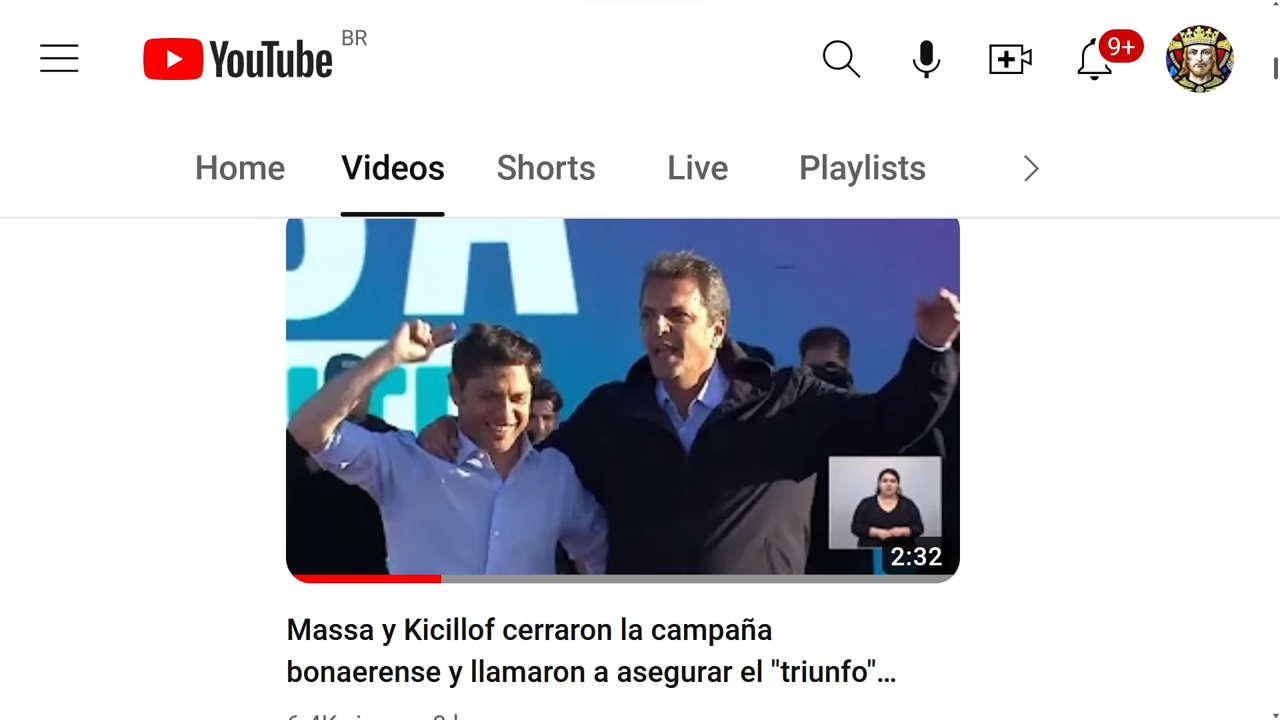 YouTube BR
9+
Home Videos Shorts Live Playlists
2:32
Massa y Kicillof cerraron la campaña
bonaerense y llamaron a asegurar el "triunfo"...